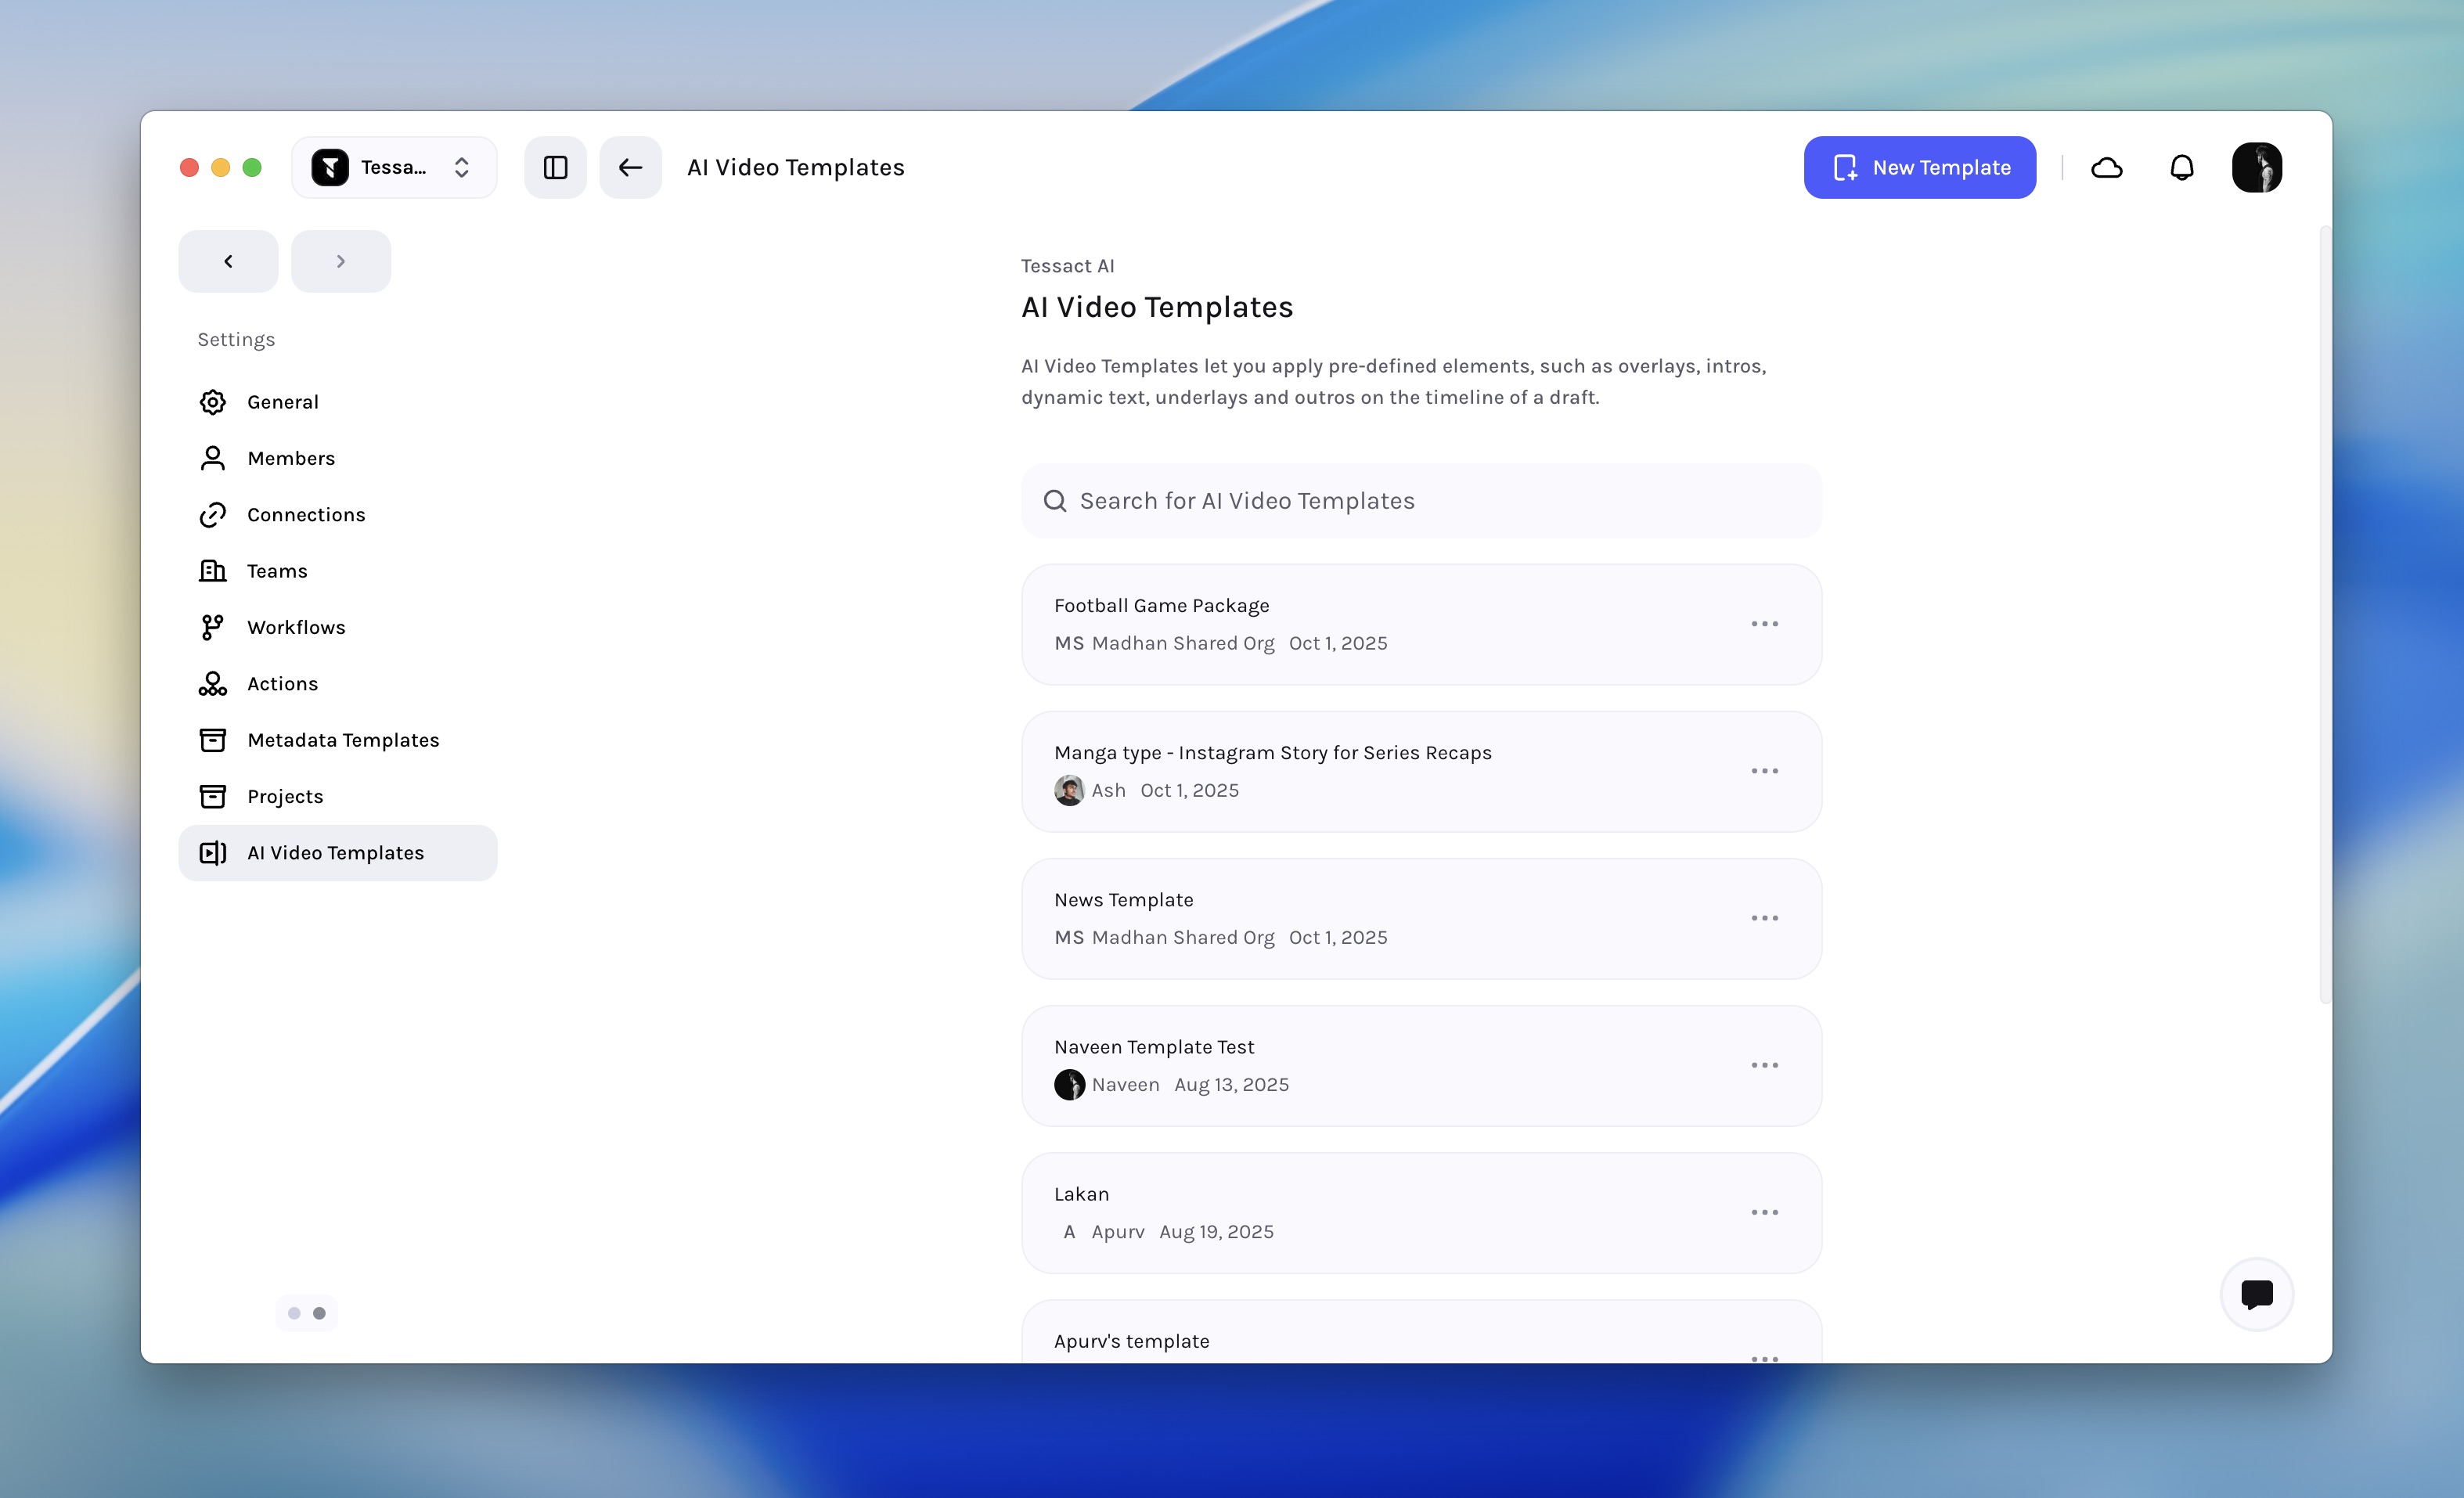 Tessa...
AI Video Templates
New Template
Settings
General
Members
Connections
Teams
Workflows
Actions
Metadata Templates
Projects
AI Video Templates
Tessact AI
AI Video Templates
AI Video Templates let you apply pre-defined elements, such as overlays, intros,
dynamic text, underlays and outros on the timeline of a draft.
Search for AI Video Templates
Football Game Package
MS Madhan Shared Org Oct 1, 2025
Manga type - Instagram Story for Series Recaps
Ash Oct 1, 2025
News Template
MS Madhan Shared Org Oct 1, 2025
Naveen Template Test
Naveen Aug 13, 2025
Lakan
A Apurv Aug 19, 2025
Apurv's template